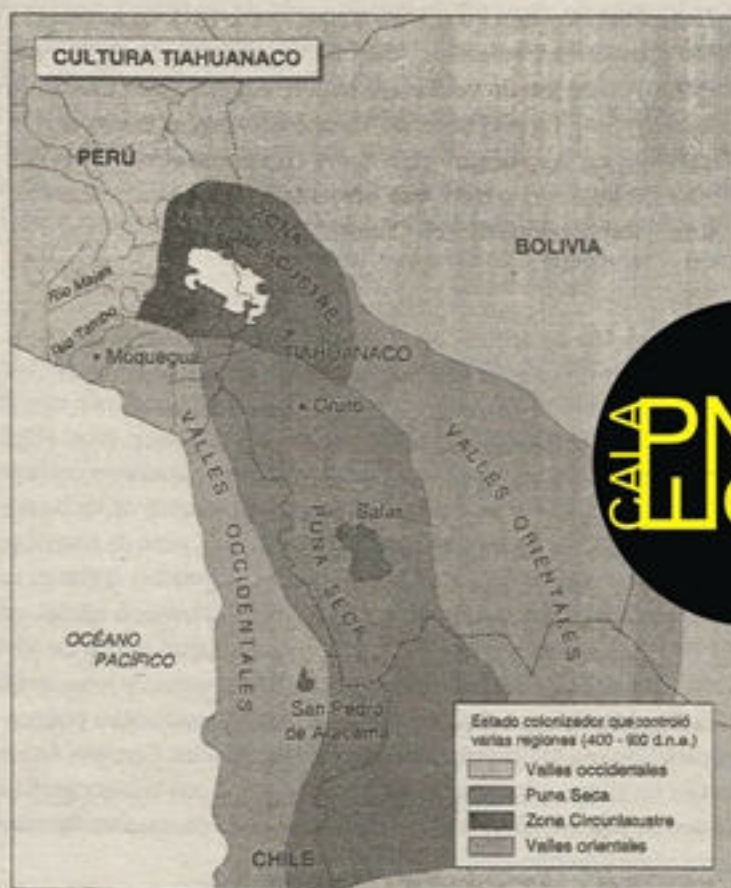 CULTURA TIAHUANACO
PERÚ
BOLIVIA
ZONA
Río Majes
Río Tambo
Moquegua
TIAHUANACO
Oruro
VALLES OCCIDENTALES
PUNA SECA
VALLES ORIENTALES
Salar
OCÉANO
PACÍFICO
San Pedro
de Atacama
CHILE
Estado colonizador que controló
varias regiones (400 - 900 d.n.e.)
Valles occidentales
Puna Seca
Zona Circunlacustre
Valles orientales
CALA